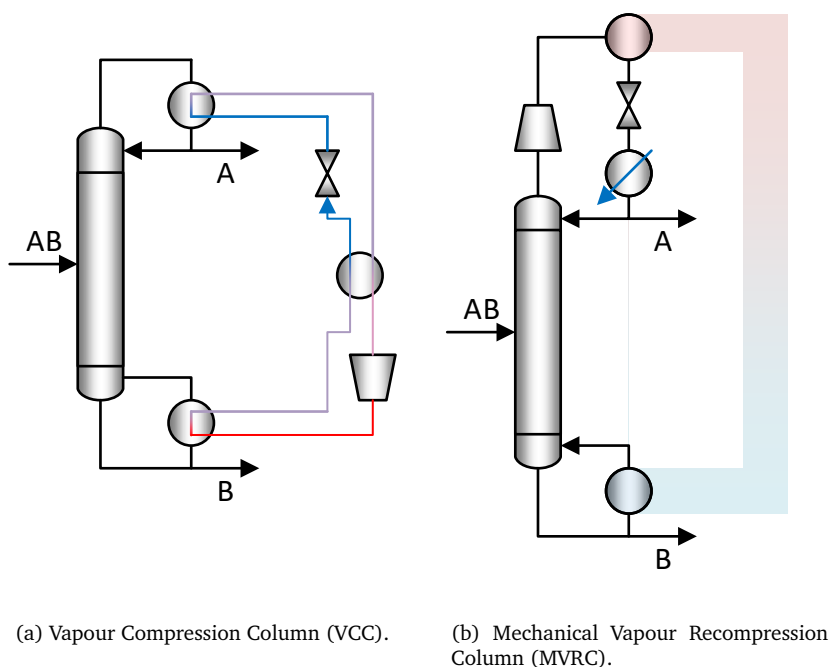 AB
A
B
AB
A
B
(a) Vapour Compression Column (VCC).
(b) Mechanical Vapour Recompression
Column (MVRC).